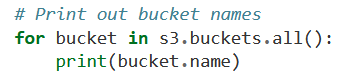 # Print out bucket names
for bucket in s3.buckets.all():
    print(bucket.name)